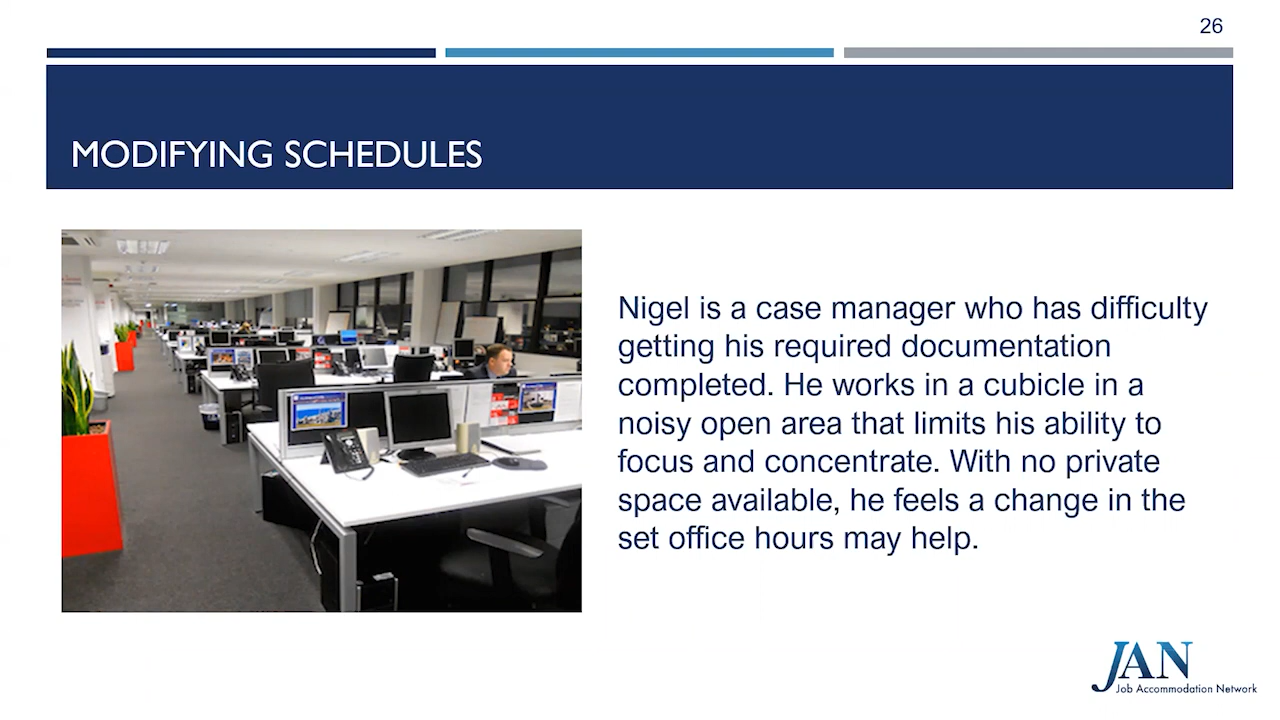 26
MODIFYING SCHEDULES
Nigel is a case manager who has difficulty
getting his required documentation
completed. He works in a cubicle in a
noisy open area that limits his ability to
focus and concentrate. With no private
space available, he feels a change in the
set office hours may help.
JAN
Job Accommodation Network